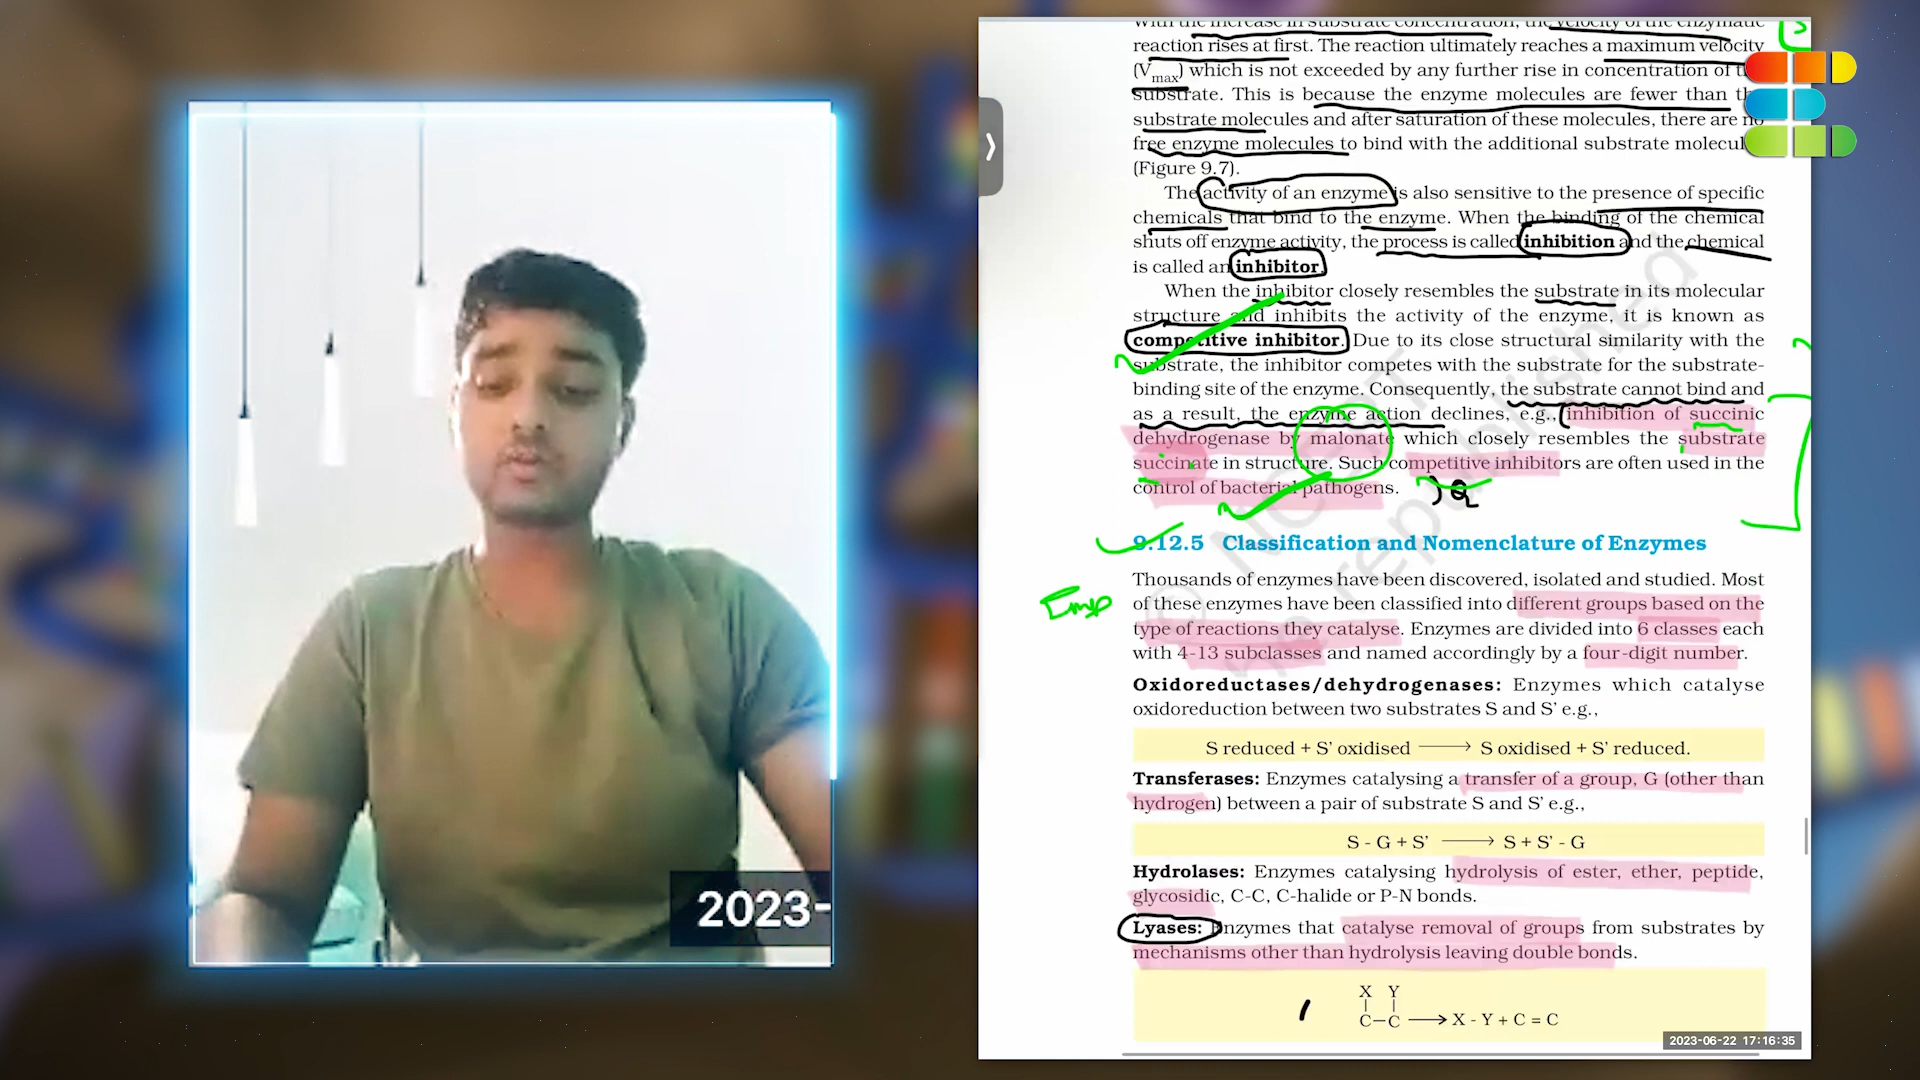 With the increase in substrate concentration, the velocity of the enzymatic
reaction rises at first. The reaction ultimately reaches a maximum velocity
(Vmax) which is not exceeded by any further rise in concentration of
substrate. This is because the enzyme molecules are fewer than
substrate molecules and after saturation of these molecules, there are no
free enzyme molecules to bind with the additional substrate molecul
(Figure 9.7).
The activity of an enzyme is also sensitive to the presence of specific
chemicals that bind to the enzyme. When the binding of the chemical
shuts off enzyme activity, the process is called inhibition and the chemical
is called an inhibitor.
When the inhibitor closely resembles the substrate in its molecular
structure and inhibits the activity of the enzyme, it is known as
competitive inhibitor. Due to its close structural similarity with the
substrate, the inhibitor competes with the substrate for the substrate-
binding site of the enzyme. Consequently, the substrate cannot bind and
as a result, the enzyme action declines, e.g., inhibition of succinic
dehydrogenase by malonate which closely resembles the substrate
succinate in structure. Such competitive inhibitors are often used in the
control of bacterial pathogens.
9.12.5 Classification and Nomenclature of Enzymes
Thousands of enzymes have been discovered, isolated and studied. Most
Imp
of these enzymes have been classified into different groups based on the
type of reactions they catalyse. Enzymes are divided into 6 classes each
with 4-13 subclasses and named accordingly by a four-digit number.
Oxidoreductases/dehydrogenases: Enzymes which catalyse
oxidoreduction between two substrates S and S’ e.g.,
S reduced + S’ oxidised ⟶ S oxidised + S’ reduced.
Transferases: Enzymes catalysing a transfer of a group, G (other than
hydrogen) between a pair of substrate S and S’ e.g.,
S - G + S’ ⟶ S + S’ - G
Hydrolases: Enzymes catalysing hydrolysis of ester, ether, peptide,
glycosidic, C-C, C-halide or P-N bonds.
Lyases: Enzymes that catalyse removal of groups from substrates by
mechanisms other than hydrolysis leaving double bonds.
X Y
C–C ⟶ X - Y + C = C
2023-06-22 17:16:35
2023-
republished